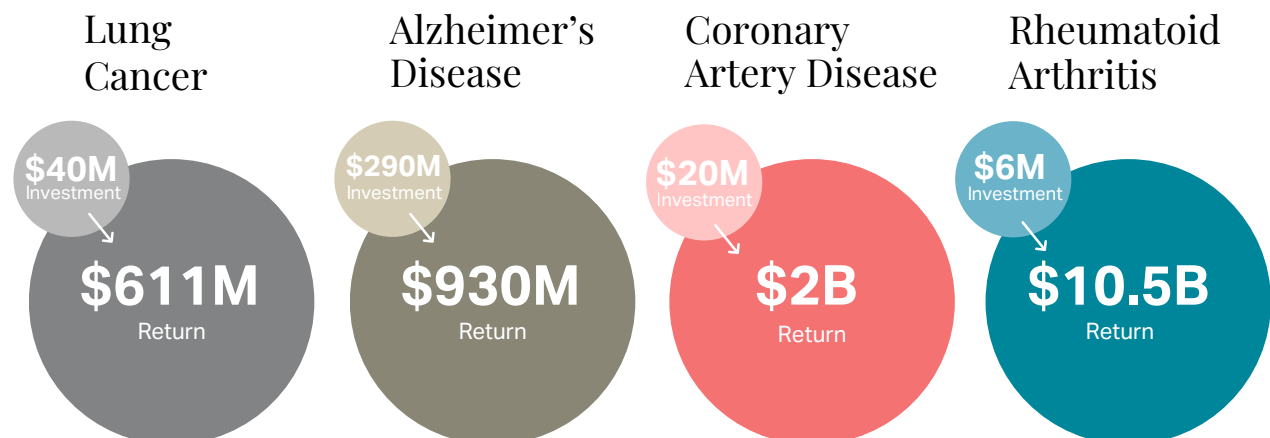 Lung
Cancer
$40M
Investment
$611M
Return
Alzheimer’s
Disease
$290M
Investment
$930M
Return
Coronary
Artery Disease
$20M
Investment
$2B
Return
Rheumatoid
Arthritis
$6M
Investment
$10.5B
Return